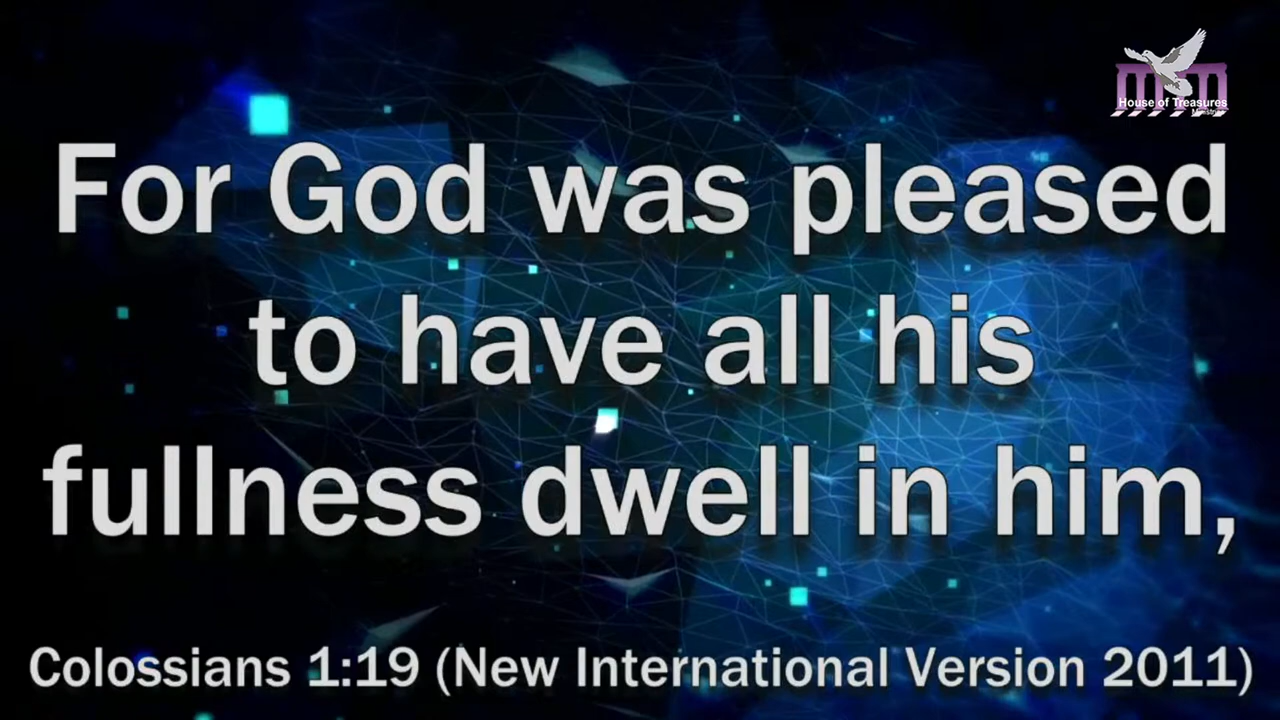 House of Treasures
Ministries
For God was pleased
to have all his
fullness dwell in him,
Colossians 1:19 (New International Version 2011)